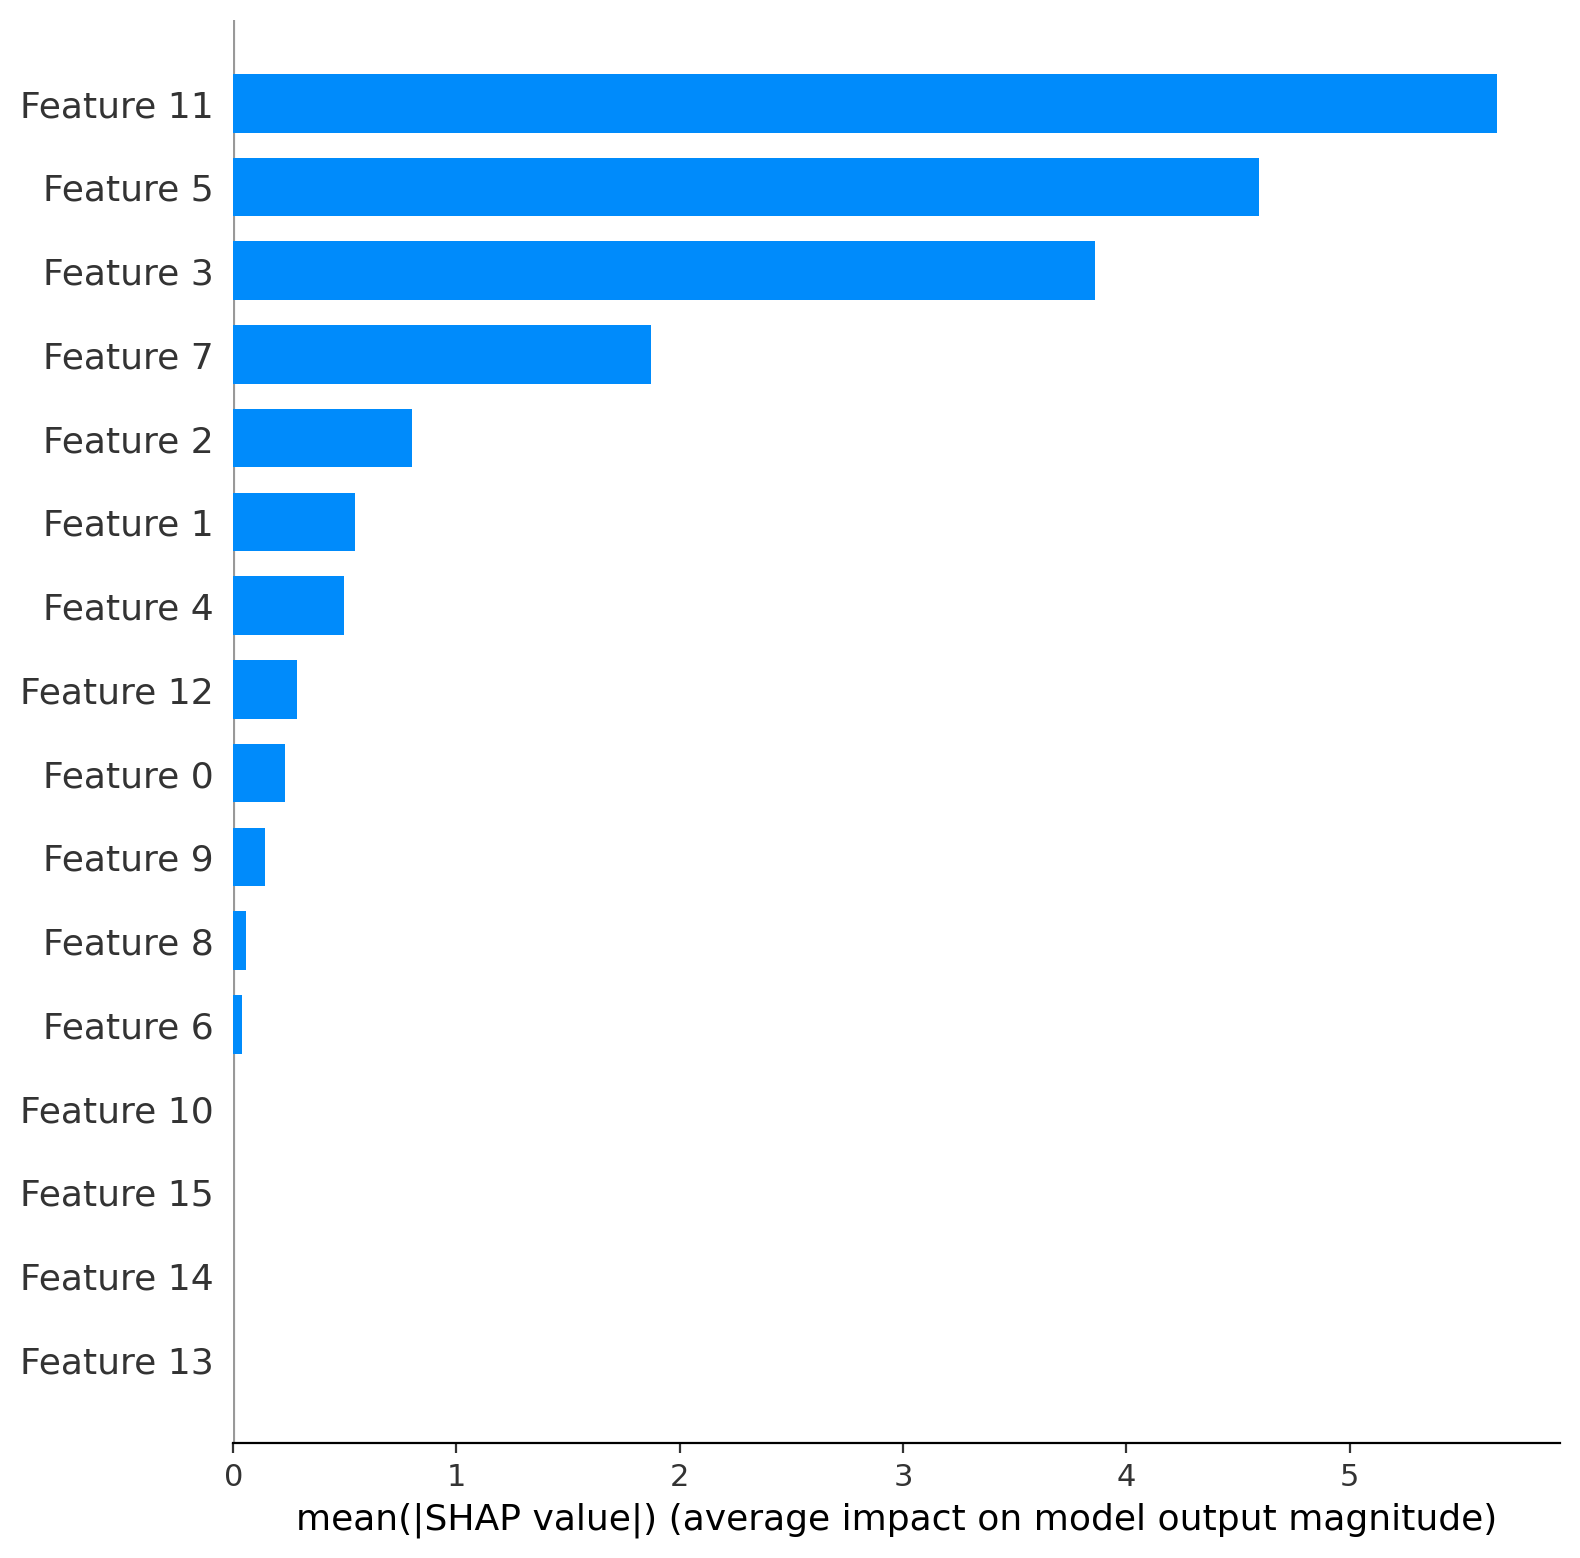 Feature 11
Feature 5
Feature 3
Feature 7
Feature 2
Feature 1
Feature 4
Feature 12
Feature 0
Feature 9
Feature 8
Feature 6
Feature 10
Feature 15
Feature 14
Feature 13
0 1 2 3 4 5
mean(|SHAP value|) (average impact on model output magnitude)